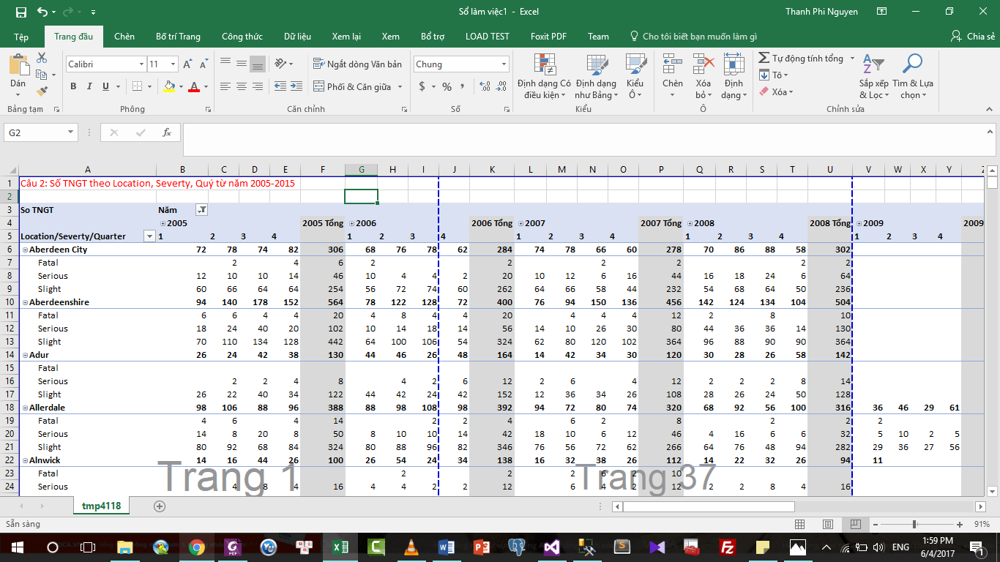 Sổ làm việc1 - Excel
Thanh Phi Nguyen
Tệp Trang đầu Chèn Bố trí Trang Công thức Dữ liệu Xem lại Xem Bổ trợ LOAD TEST Foxit PDF Team Cho tôi biết bạn muốn làm gì Chia sẻ
Dán
Bảng tạm
Calibri 11
B I U A
Phông
Ngắt dòng Văn bản
Phối & Căn giữa
Căn chỉnh
Chung
$ % ,
Số
Định dạng Có điều kiện
Định dạng như Bảng
Kiểu Ô
Kiểu
Chèn
Xóa bỏ
Định dạng
Ô
Tự động tính tổng
Tô
Xóa
Sắp xếp & Lọc
Tìm & Lựa chọn
Chỉnh sửa
G2 fx
A B C D E F G H I J K L M N O P Q R S T U V W X Y Z
1 Câu 2: Số TNGT theo Location, Severty, Quý từ năm 2005-2015
2
3 So TNGT Năm
4 2005 2005 Tổng 2006 2006 Tổng 2007 2007 Tổng 2008 2008 Tổng 2009 2009
5 Location/Severty/Quarter 1 2 3 4 1 2 3 4 1 2 3 4 1 2 3 4 1 2 3 4
6 Aberdeen City 72 78 74 82 306 68 76 78 62 284 74 78 66 60 278 70 86 88 58 302
7 Fatal 2 4 6 2 2 2 2 2 2
8 Serious 12 10 10 14 46 10 4 4 2 20 10 12 6 16 44 16 18 24 6 64
9 Slight 60 66 64 64 254 56 72 74 60 262 64 66 58 44 232 54 68 64 50 236
10 Aberdeenshire 94 140 178 152 564 78 122 128 72 400 76 94 150 136 456 142 124 134 104 504
11 Fatal 6 6 4 4 20 4 8 4 4 20 4 4 4 12 2 8 10
12 Serious 18 24 40 20 102 10 14 18 14 56 14 10 26 30 80 44 36 36 14 130
13 Slight 70 110 134 128 442 64 100 106 54 324 62 80 120 102 364 96 88 90 90 364
14 Adur 26 24 42 38 130 44 46 26 48 164 14 42 34 30 120 30 28 26 58 142
15 Fatal
16 Serious 2 2 4 8 4 2 6 12 2 6 4 12 2 2 2 8 14
17 Slight 26 22 40 34 122 44 42 24 42 152 12 36 34 26 108 28 26 24 50 128
18 Allerdale 98 106 88 96 388 88 98 108 98 392 94 72 80 74 320 68 92 56 100 316 36 46 29 61
19 Fatal 4 6 4 14 2 2 4 6 2 8 2 2 2
20 Serious 14 8 20 8 50 8 10 10 14 42 18 10 6 12 46 4 16 6 6 32 5 10 2 5
21 Slight 80 92 68 84 324 80 88 96 82 346 76 56 72 62 266 64 76 48 94 282 29 36 27 56
22 Alnwick 14 16 44 26 100 26 54 24 34 138 16 32 38 26 112 14 22 32 26 94 11
23 Fatal 2 2 2 6 2 10
24 Serious 4 8 4 16 4 4 2 2 12 6 4 2 12 2 2 8 4 16
Trang 1 Trang 37
tmp4118
Sẵn sàng 91%
ENG
1:59 PM
6/4/2017
1